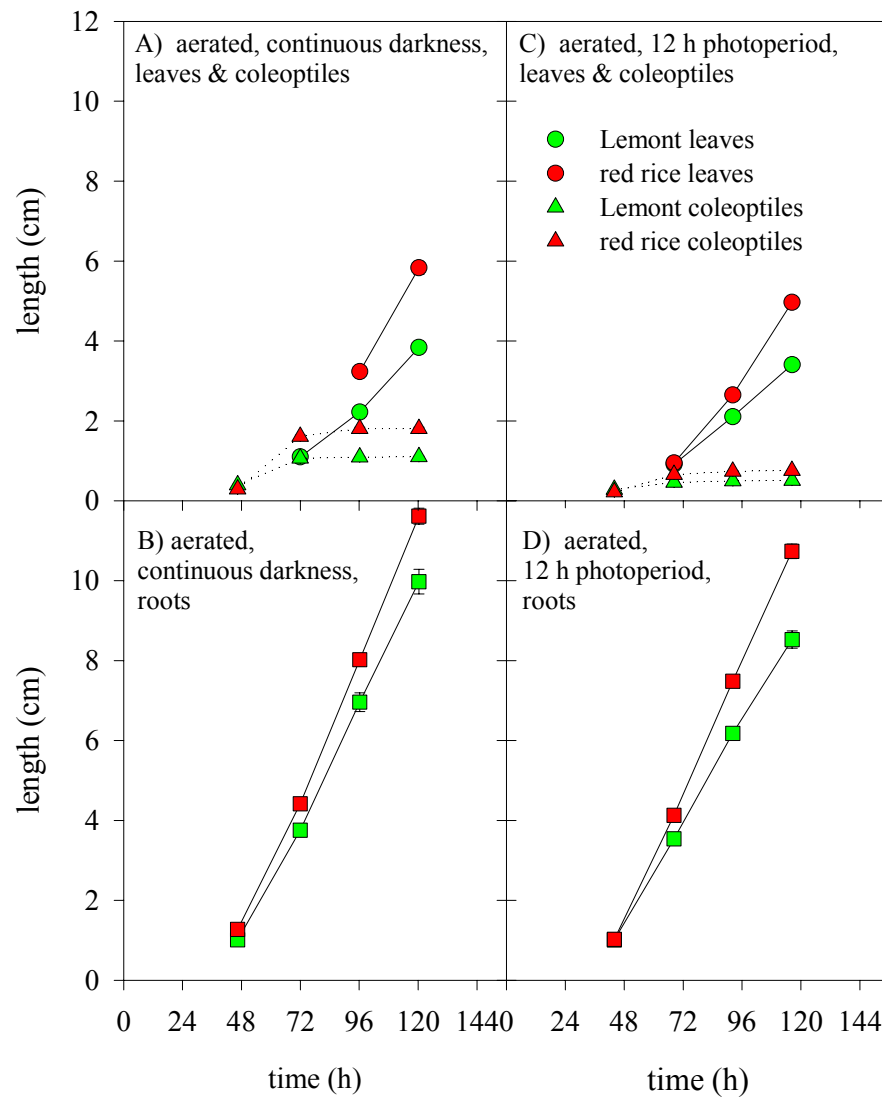 12
10
8
6
4
2
0
length (cm)
A) aerated, continuous darkness,
leaves & coleoptiles
C) aerated, 12 h photoperiod,
leaves & coleoptiles
Lemont leaves
red rice leaves
Lemont coleoptiles
red rice coleoptiles
10
8
6
4
2
0
length (cm)
B) aerated,
continuous darkness,
roots
D) aerated,
12 h photoperiod,
roots
0 24 48 72 96 120 144
0 24 48 72 96 120 144
time (h)
time (h)